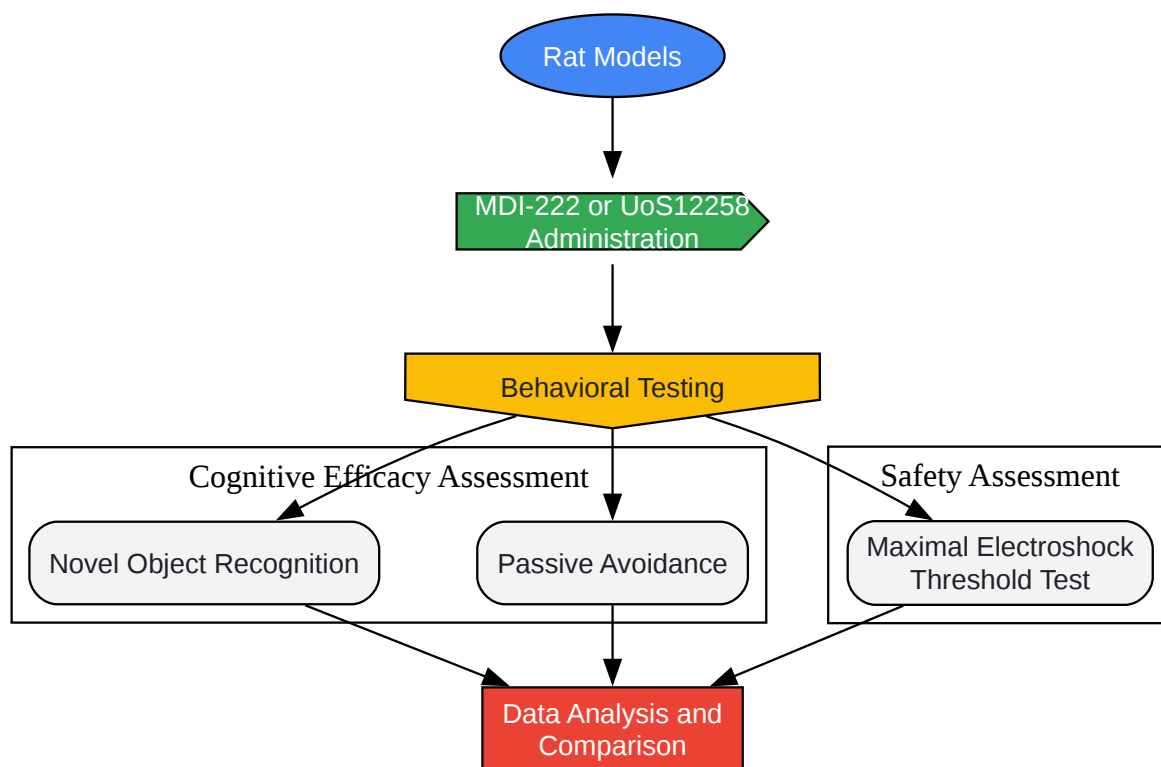 Rat Models
MDI-222 or UoS12258
Administration
Behavioral Testing
Cognitive Efficacy Assessment
Safety Assessment
Novel Object Recognition
Passive Avoidance
Maximal Electroshock
Threshold Test
Data Analysis and
Comparison